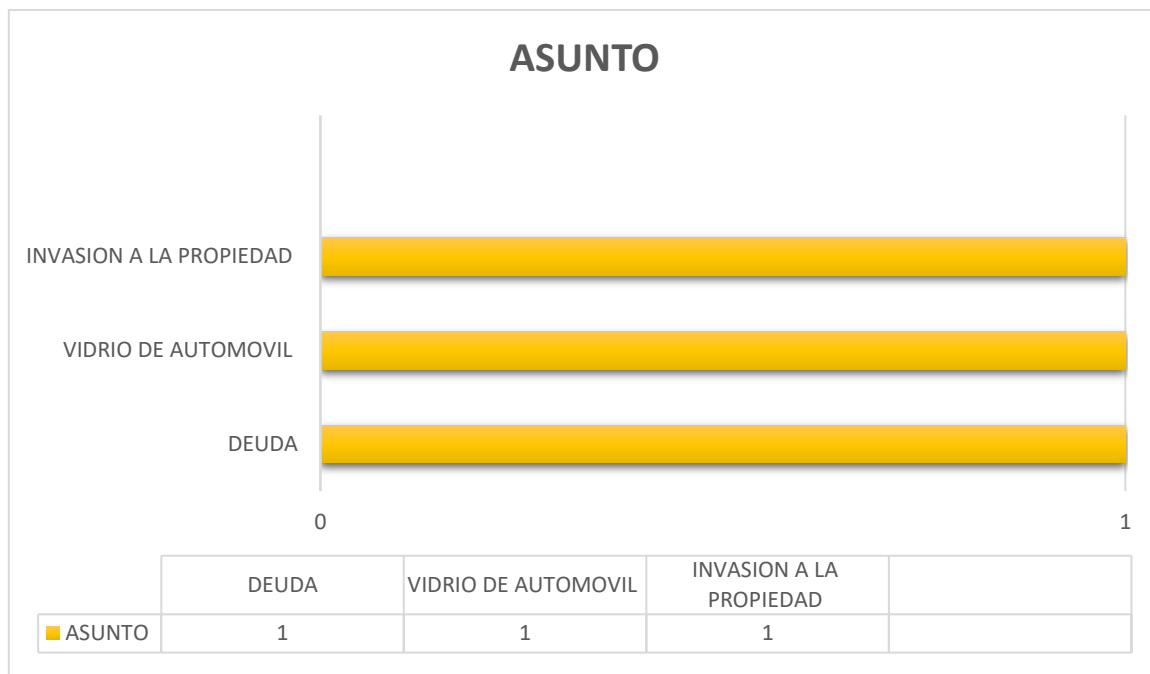 ASUNTO
INVASION A LA PROPIEDAD
VIDRIO DE AUTOMOVIL
DEUDA
0 1
DEUDA VIDRIO DE AUTOMOVIL INVASION A LA
PROPIEDAD
ASUNTO 1 1 1